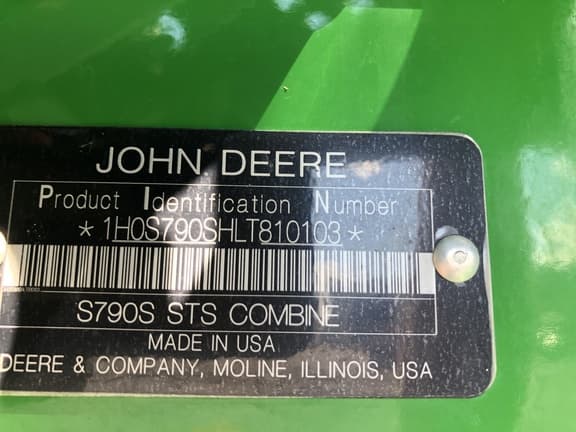 JOHN DEERE
Product Identification Number
*1H0S790SHLT810103*
S790S STS COMBINE
MADE IN USA
DEERE & COMPANY, MOLINE, ILLINOIS, USA